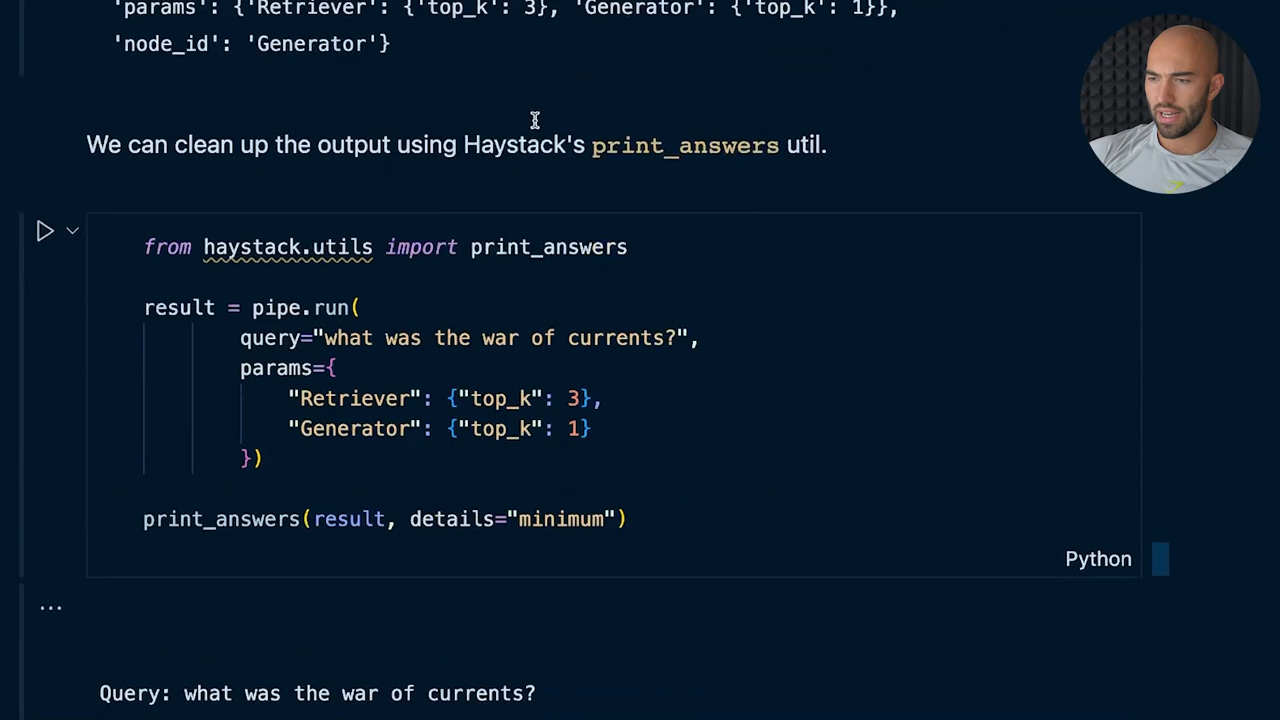 'params': {'Retriever': {'top_k': 3}, 'Generator': {'top_k': 1}},
'node_id': 'Generator'}
We can clean up the output using Haystack's print_answers util.
from haystack.utils import print_answers
result = pipe.run(
query="what was the war of currents?",
params={
"Retriever": {"top_k": 3},
"Generator": {"top_k": 1}
})
print_answers(result, details="minimum")
Python
...
Query: what was the war of currents?